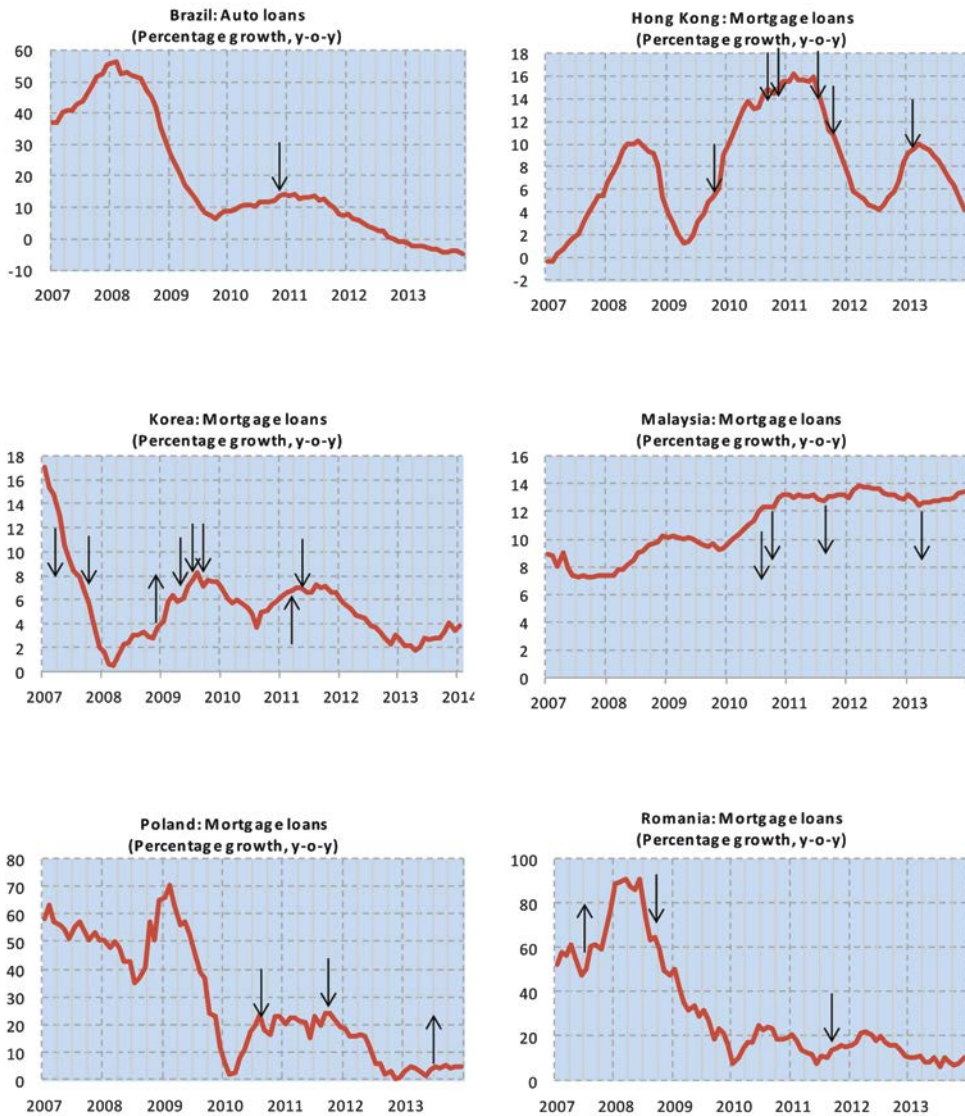 Brazil: Auto loans
(Percentage growth, y-o-y)
60
50
40
30
20
10
0
-10
2007 2008 2009 2010 2011 2012 2013
Hong Kong: Mortgage loans
(Percentage growth, y-o-y)
18
16
14
12
10
8
6
4
2
0
-2
2007 2008 2009 2010 2011 2012 2013
Korea: Mortgage loans
(Percentage growth, y-o-y)
18
16
14
12
10
8
6
4
2
0
2007 2008 2009 2010 2011 2012 2013 2014
Malaysia: Mortgage loans
(Percentage growth, y-o-y)
16
14
12
10
8
6
4
2
0
2007 2008 2009 2010 2011 2012 2013
Poland: Mortgage loans
(Percentage growth, y-o-y)
80
70
60
50
40
30
20
10
0
2007 2008 2009 2010 2011 2012 2013
Romania: Mortgage loans
(Percentage growth, y-o-y)
100
80
60
40
20
0
2007 2008 2009 2010 2011 2012 2013